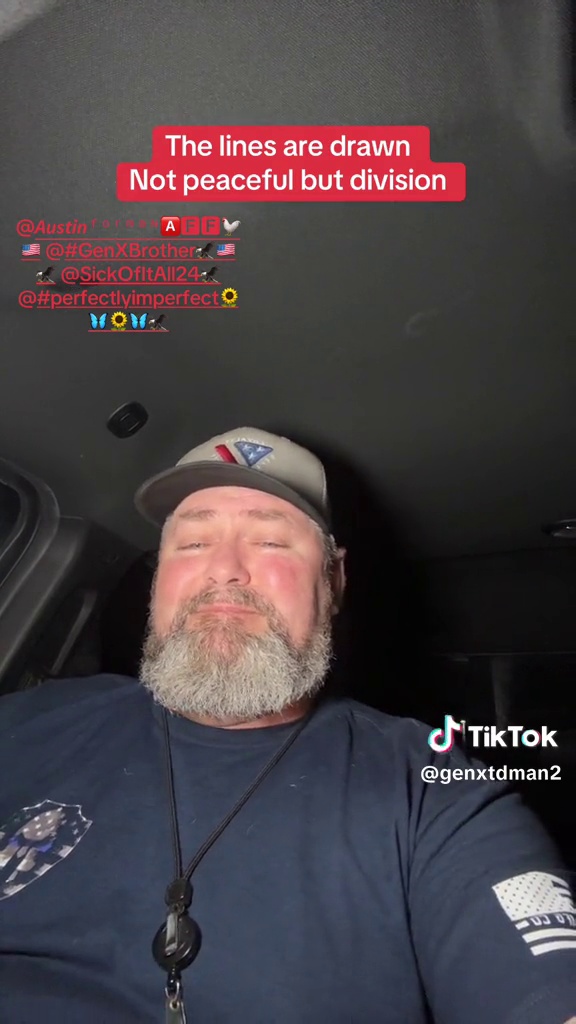 The lines are drawn
Not peaceful but division
@Austin🅰🅵🅵🐓
🇺🇸 @#GenXBrother🦅🇺🇸
🦅 @SickOfItAll24🦅
@#perfectlyimperfect🌻
🦋🌻🦋🦅
TikTok
@genxtdman2